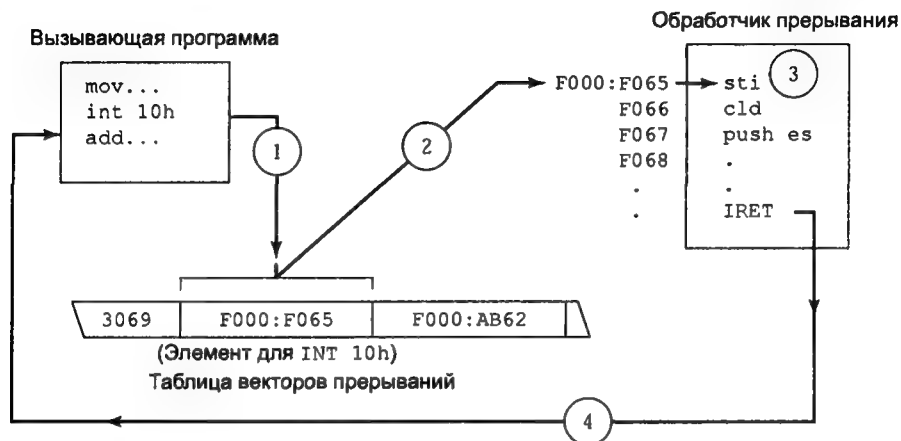 Обработчик прерывания
Вызывающая программа
mov...
int 10h
add...
1
2
F000:F065
F066
F067
F068
.
.
sti
cld
push es
.
.
IRET
3
3069 F000:F065 F000:AB62
(Элемент для INT 10h)
Таблица векторов прерываний
4